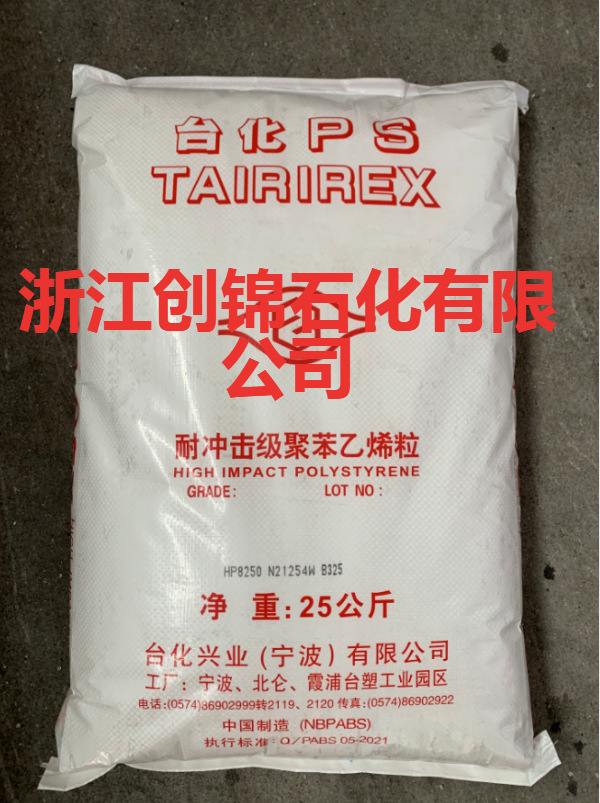 台化PS
TAIRIREX
浙江创锦石化有限
公司
耐冲击级聚苯乙烯粒
HIGH IMPACT POLYSTYRENE
GRADE: LOT NO:
HP8250 N21254W B325
净 重:25公斤
台化兴业(宁波)有限公司
工厂:宁波、北仑、霞浦台塑工业园区
电话:(0574)86902999转2119、2120 传真:(0574)86902922
中国制造 (NBPABS)
执行标准:Q/PABS 05-2021